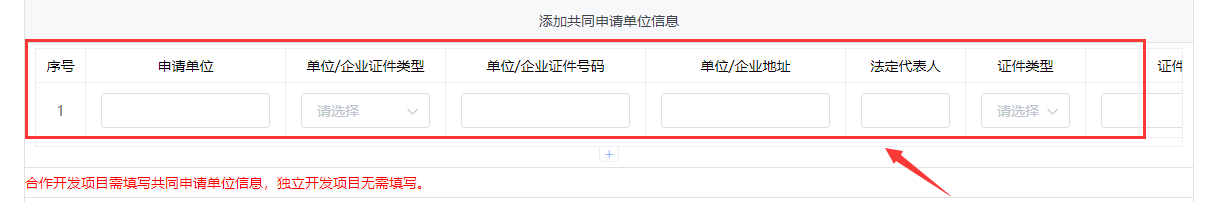 添加共同申请单位信息
序号 申请单位 单位/企业证件类型 单位/企业证件号码 单位/企业地址 法定代表人 证件类型 证件
1 请选择 请选择
+
合作开发项目需填写共同申请单位信息，独立开发项目无需填写。